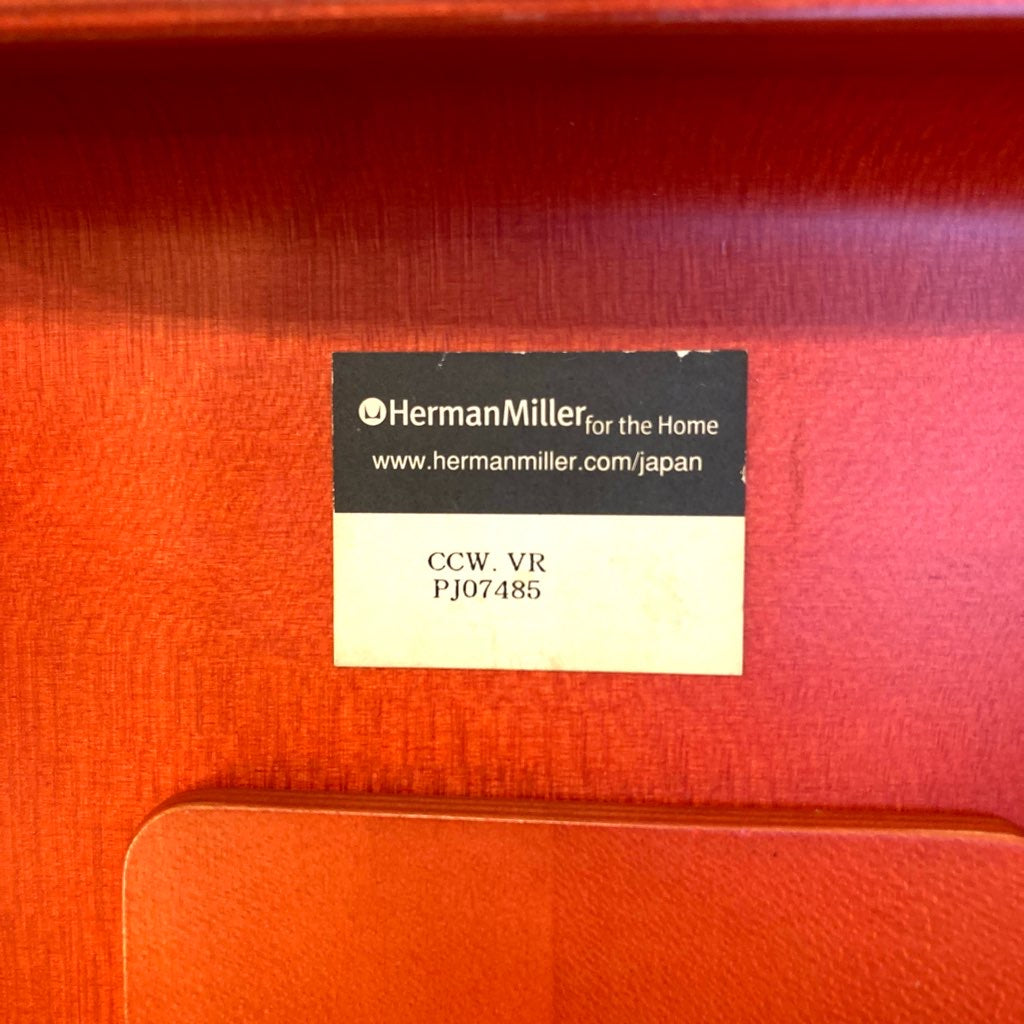 HermanMiller for the Home
www.hermanmiller.com/japan
CCW. VR
PJ07485